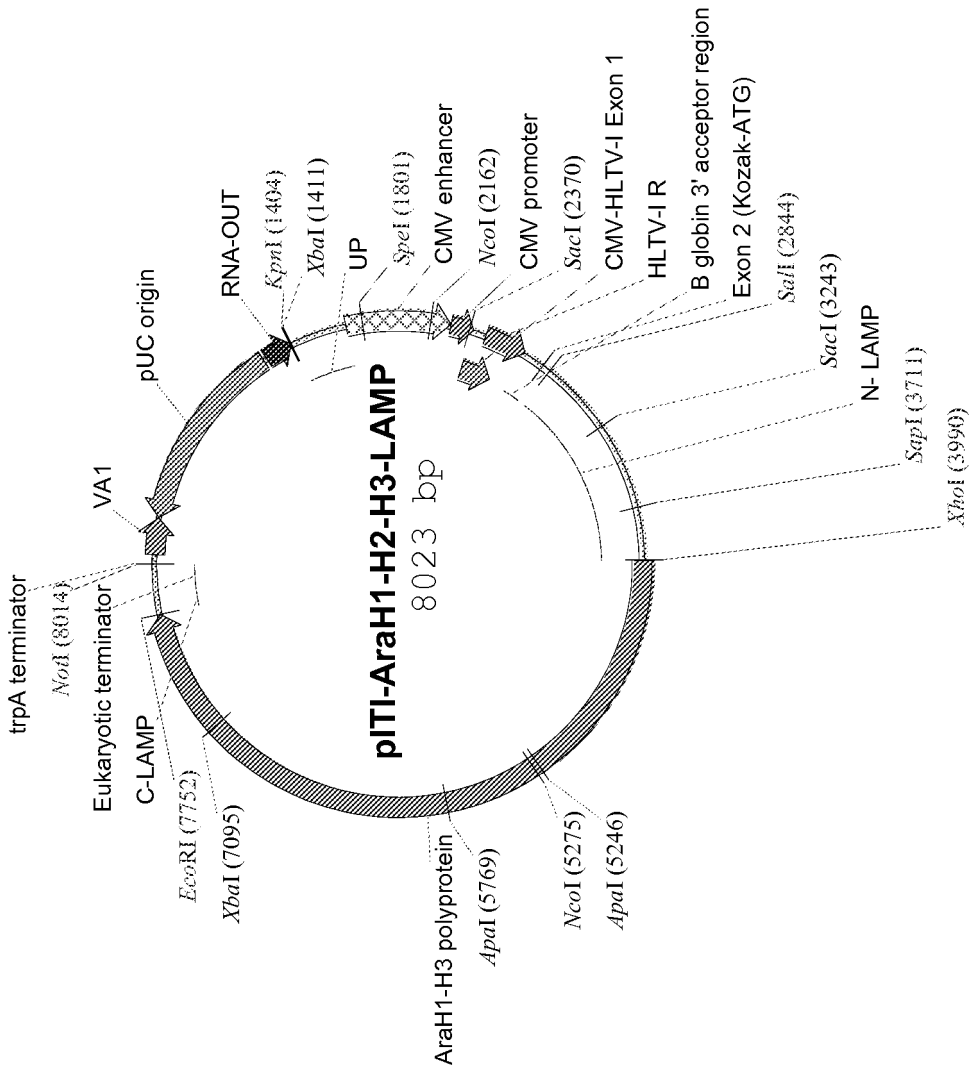 trpA terminator
NotI (8014)
Eukaryotic terminator
C-LAMP
EcoRI (7752)
XbaI (7095)
AraH1-H3 polyprotein
ApaI (5769)
NcoI (5275)
ApaI (5246)
pITI-AraH1-H2-H3-LAMP
8023 bp
VA1
pUC origin
RNA-OUT
KpnI (1404)
XbaI (1411)
UP
SpeI (1801)
CMV enhancer
NcoI (2162)
CMV promoter
SacI (2370)
CMV-HLTV-I Exon 1
HLTV-I R
B globin 3' acceptor region
Exon 2 (Kozak-ATG)
SalI (2844)
SacI (3243)
N- LAMP
SapI (3711)
XhoI (3990)